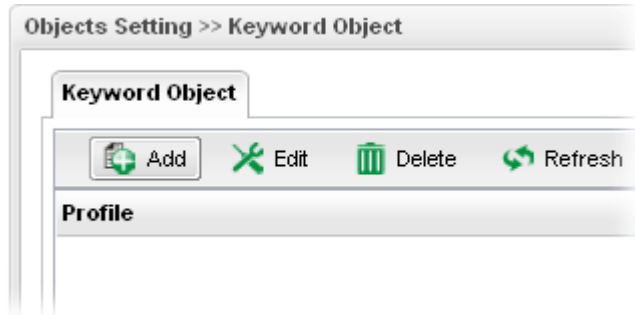 Objects Setting >> Keyword Object
Keyword Object
Add Edit Delete Refresh
Profile